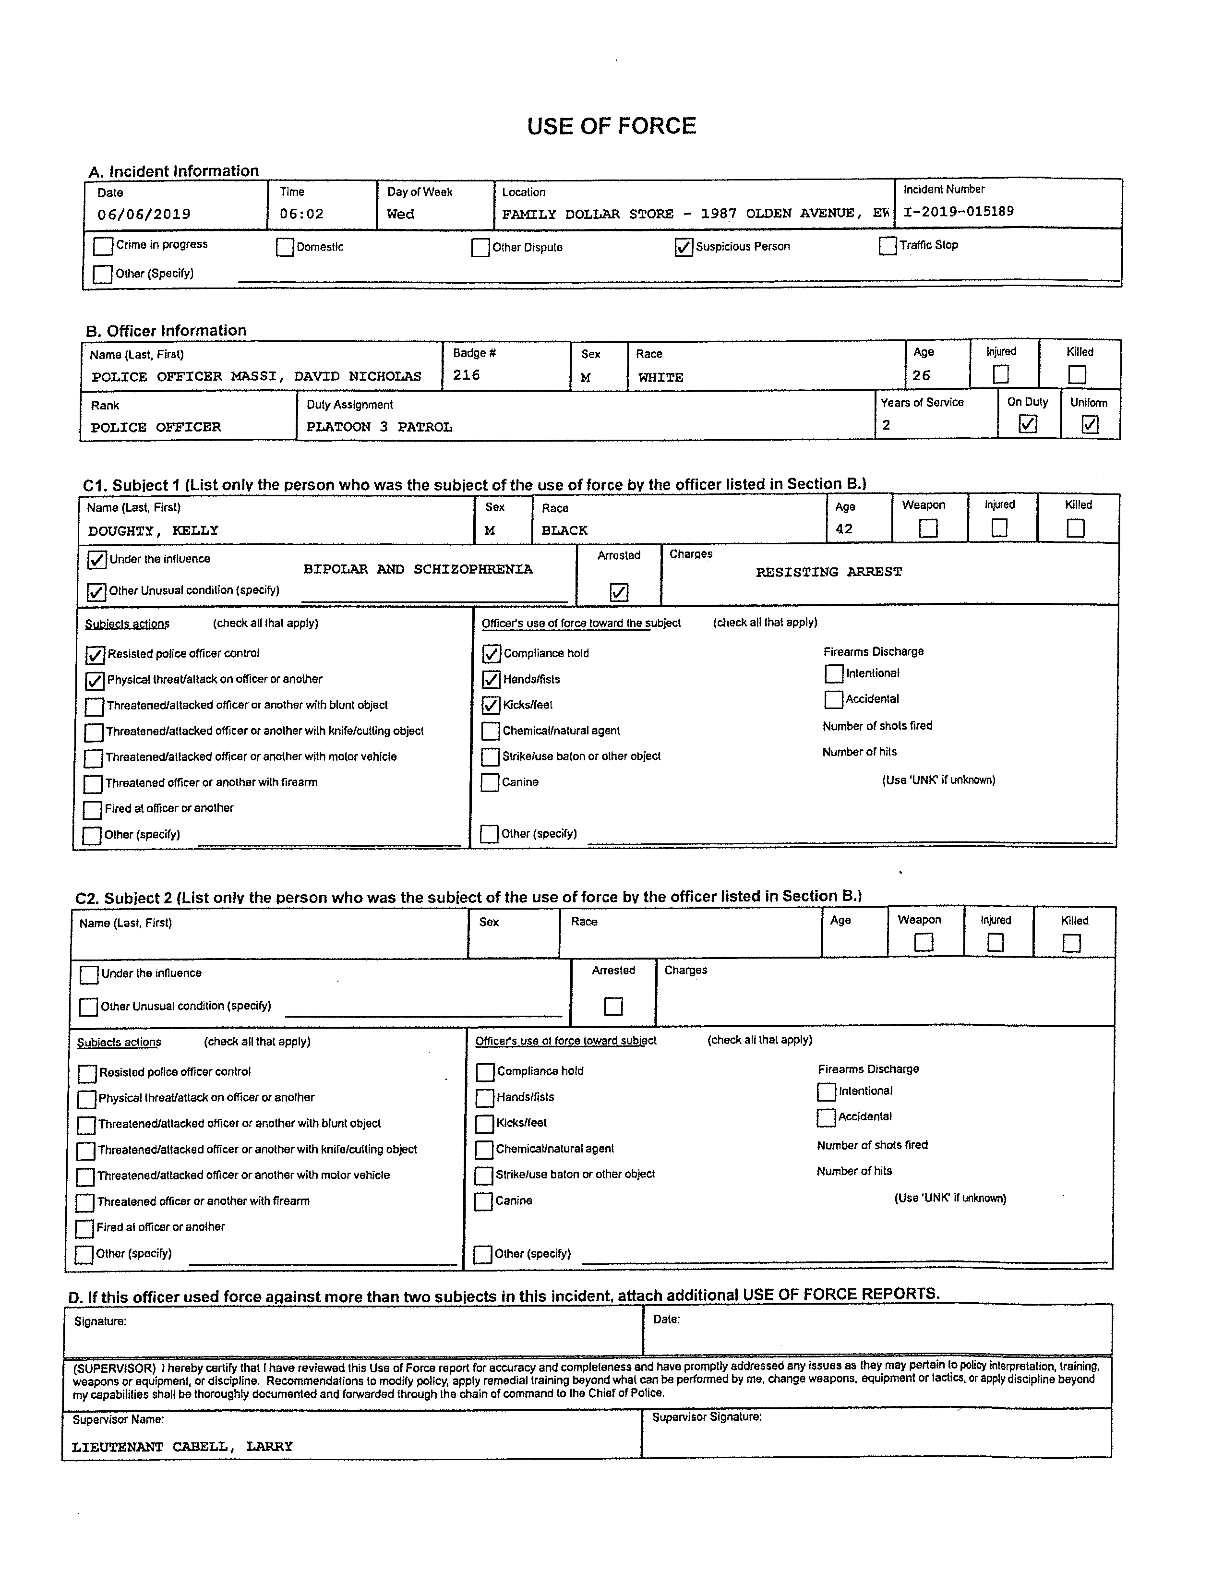 USE OF FORCE
A. Incident Information
Date Time Day of Week Location Incident Number
06/06/2019 06:02 Wed FAMILY DOLLAR STORE - 1987 OLDEN AVENUE, EW I-2019-015189
Crime in progress Domestic Other Dispute Suspicious Person Traffic Stop
Other (Specify)
B. Officer Information
Name (Last, First) Badge # Sex Race Age Injured Killed
POLICE OFFICER MASSI, DAVID NICHOLAS 216 M WHITE 26
Rank Duty Assignment Years of Service On Duty Uniform
POLICE OFFICER PLATOON 3 PATROL 2
C1. Subject 1 (List only the person who was the subject of the use of force by the officer listed in Section B.)
Name (Last, First) Sex Race Age Weapon Injured Killed
DOUGHTY, KELLY M BLACK 42
Under the influence Arrested Charges
BIPOLAR AND SCHIZOPHRENIA RESISTING ARREST
Other Unusual condition (specify)
Subjects actions (check all that apply) Officer's use of force toward the subject (check all that apply)
Resisted police officer control Compliance hold Firearms Discharge
Physical threat/attack on officer or another Hands/fists Intentional
Threatened/attacked officer or another with blunt object Kicks/feet Accidental
Threatened/attacked officer or another with knife/cutting object Chemical/natural agent Number of shots fired
Threatened/attacked officer or another with motor vehicle Strike/use baton or other object Number of hits
Threatened officer or another with firearm Canine (Use 'UNK' if unknown)
Fired at officer or another
Other (specify) Other (specify)
C2. Subject 2 (List only the person who was the subject of the use of force by the officer listed in Section B.)
Name (Last, First) Sex Race Age Weapon Injured Killed
Under the influence Arrested Charges
Other Unusual condition (specify)
Subjects actions (check all that apply) Officer's use of force toward subject (check all that apply)
Resisted police officer control Compliance hold Firearms Discharge
Physical threat/attack on officer or another Hands/fists Intentional
Threatened/attacked officer or another with blunt object Kicks/feet Accidental
Threatened/attacked officer or another with knife/cutting object Chemical/natural agent Number of shots fired
Threatened/attacked officer or another with motor vehicle Strike/use baton or other object Number of hits
Threatened officer or another with firearm Canine (Use 'UNK' if unknown)
Fired at officer or another
Other (specify) Other (specify)
D. If this officer used force against more than two subjects in this incident, attach additional USE OF FORCE REPORTS.
Signature: Date:
(SUPERVISOR) I hereby certify that I have reviewed this Use of Force report for accuracy and completeness and have promptly addressed any issues as they may pertain to policy interpretation, training,
weapons or equipment, or discipline. Recommendations to modify policy, apply remedial training beyond what can be performed by me, change weapons, equipment or tactics, or apply discipline beyond
my capabilities shall be thoroughly documented and forwarded through the chain of command to the Chief of Police.
Supervisor Name: Supervisor Signature:
LIEUTENANT CABELL, LARRY